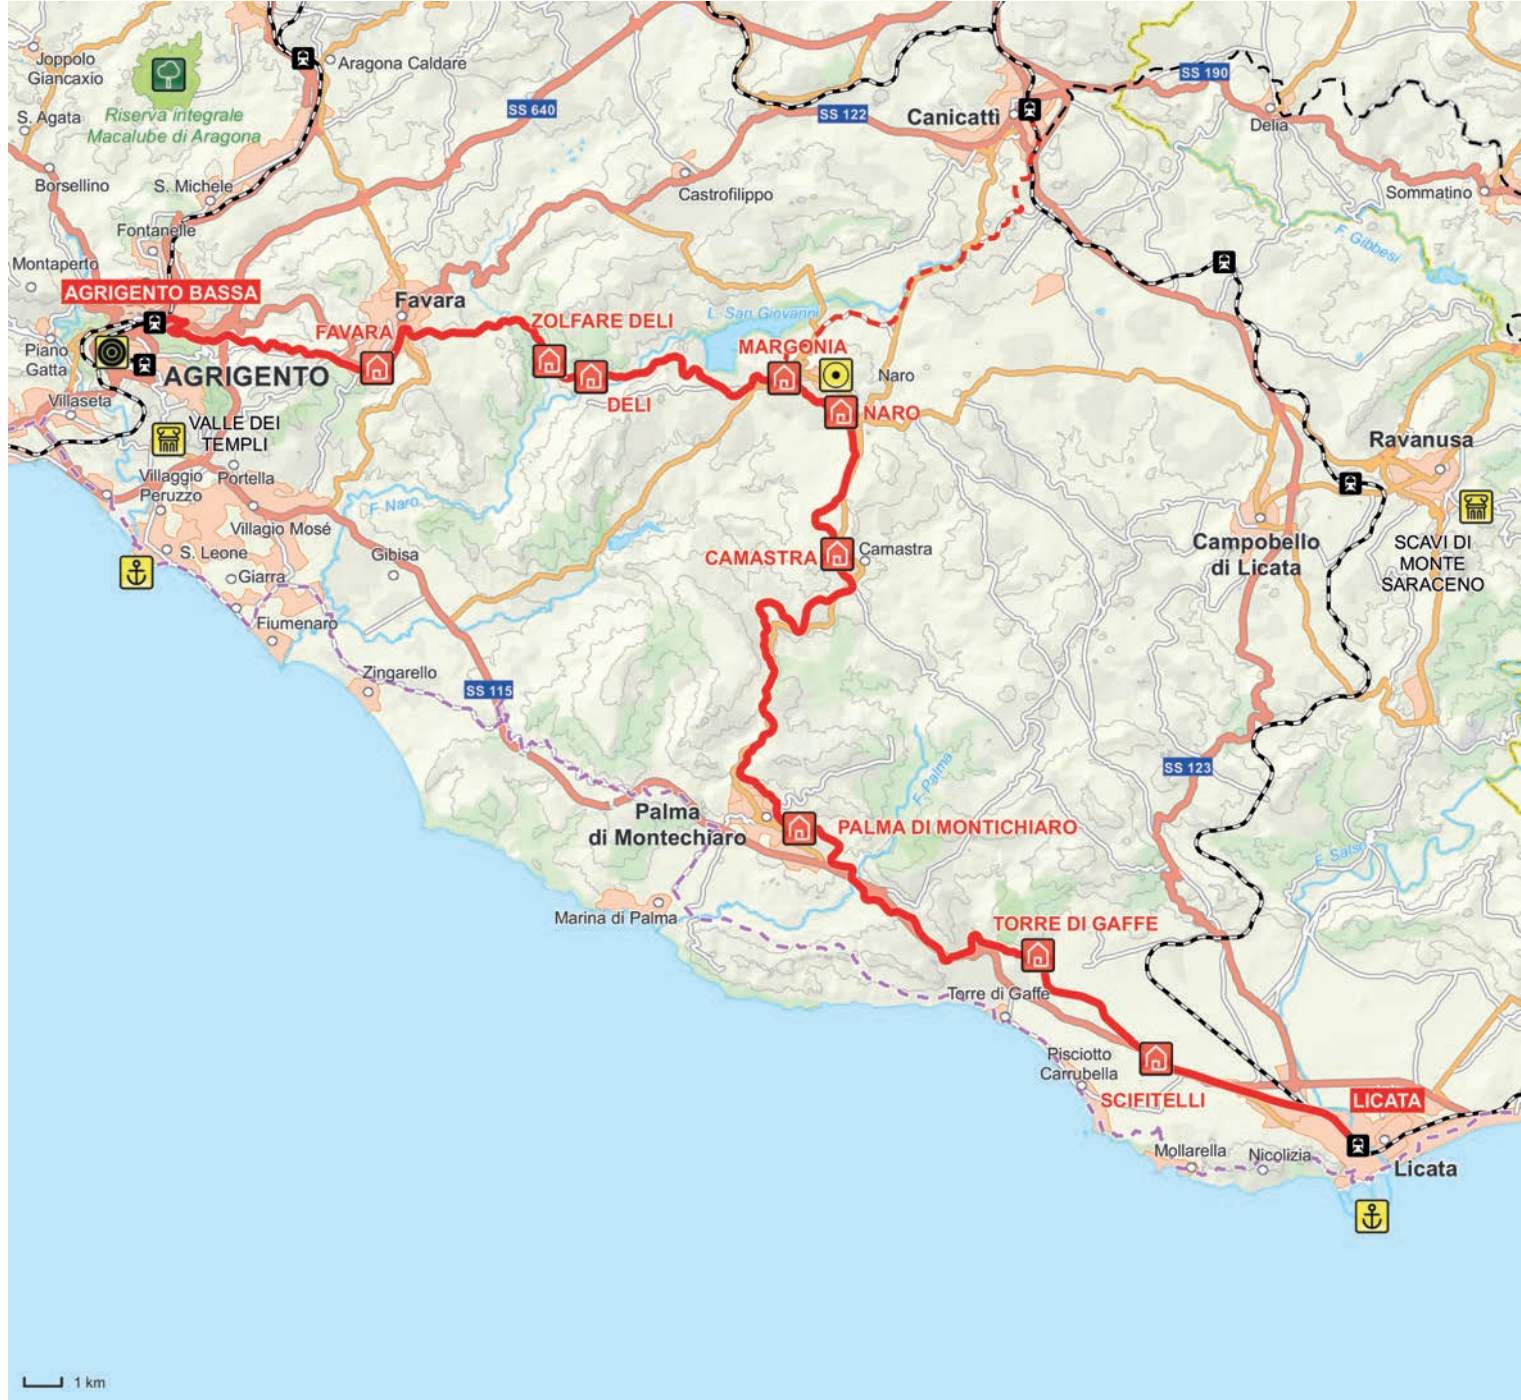 Joppolo
Giancaxio
Aragona Caldare
Riserva integrale
Macalube di Aragona
S. Agata
SS 640
SS 122
Canicattì
SS 190
Delia
Borsellino
S. Michele
Castrofilippo
Sommatino
Fontanelle
F. Gibbesi
Montaperto
AGRIGENTO BASSA
Favara
L. San Giovanni
FAVARA
ZOLFARE DELI
MARGONIA
Piano
Gatta
AGRIGENTO
Naro
DELI
NARO
Villaseta
VALLE DEI
TEMPLI
Ravanusa
Villaggio
Peruzzo
Portella
F. Naro
Villagio Mosé
S. Leone
Gibisa
CAMASTRA
Camastra
Campobello
di Licata
SCAVI DI
MONTE
SARACENO
Giarra
Fiumenaro
Zingarello
SS 115
SS 123
F. Palma
Palma
di Montechiaro
PALMA DI MONTICHIARO
F. Salso
Marina di Palma
TORRE DI GAFFE
Torre di Gaffe
Pisciotto
Carrubella
SCIFITELLI
LICATA
Mollarella
Nicolizia
Licata
1 km